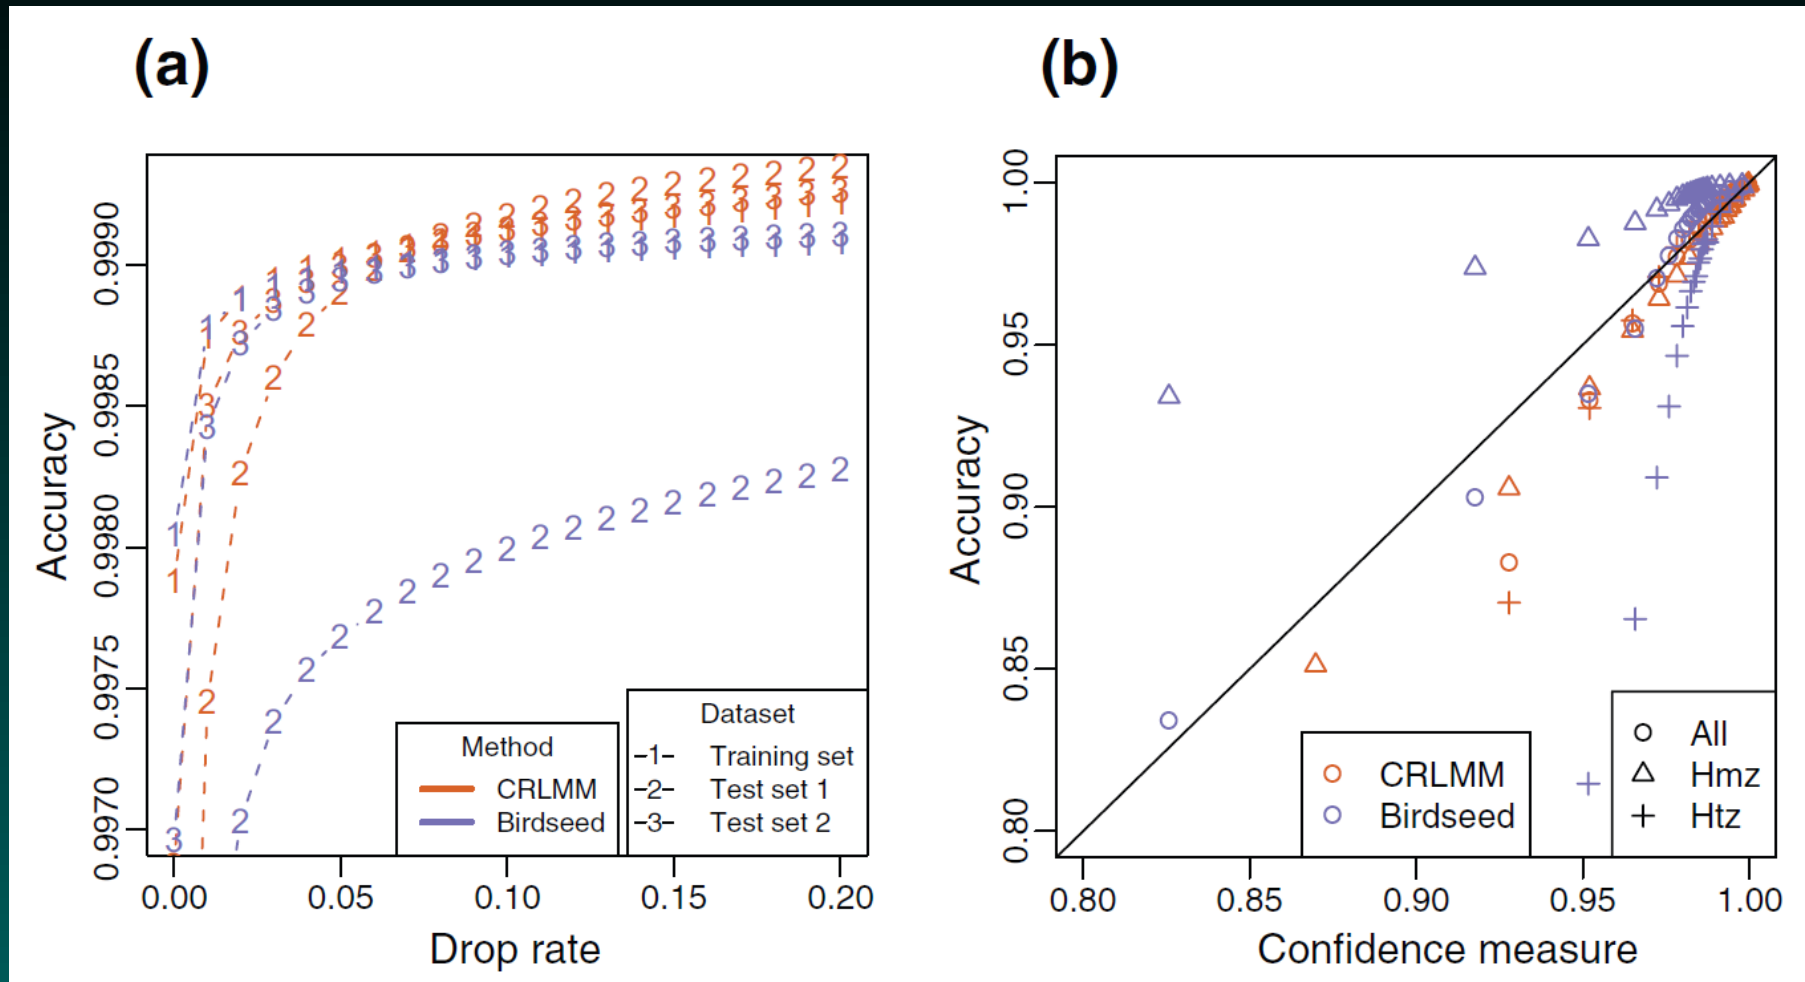 (a)
Accuracy
0.9990
0.9985
0.9980
0.9975
0.9970
0.00 0.05 0.10 0.15 0.20
Drop rate
Method
CRLMM
Birdseed
Dataset
-1- Training set
-2- Test set 1
-3- Test set 2
(b)
Accuracy
1.00
0.95
0.90
0.85
0.80
0.80 0.85 0.90 0.95 1.00
Confidence measure
CRLMM
Birdseed
All
Hmz
Htz